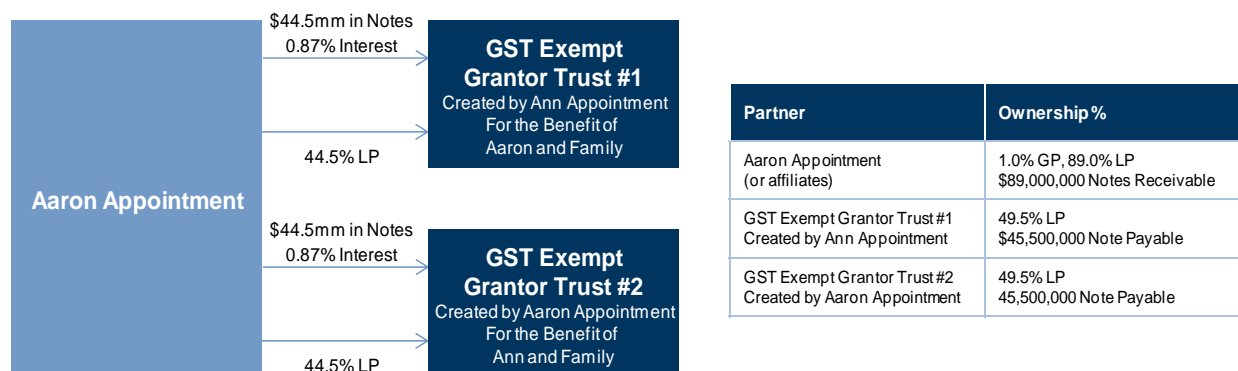 Aaron Appointment
$44.5mm in Notes
0.87% Interest
44.5% LP
GST Exempt
Grantor Trust #1
Created by Ann Appointment
For the Benefit of
Aaron and Family
$44.5mm in Notes
0.87% Interest
44.5% LP
GST Exempt
Grantor Trust #2
Created by Aaron Appointment
For the Benefit of
Ann and Family
Partner Ownership %
Aaron Appointment 1.0% GP, 89.0% LP
(or affiliates) $89,000,000 Notes Receivable
GST Exempt Grantor Trust #1 49.5% LP
Created by Ann Appointment $45,500,000 Note Payable
GST Exempt Grantor Trust #2 49.5% LP
Created by Aaron Appointment 45,500,000 Note Payable